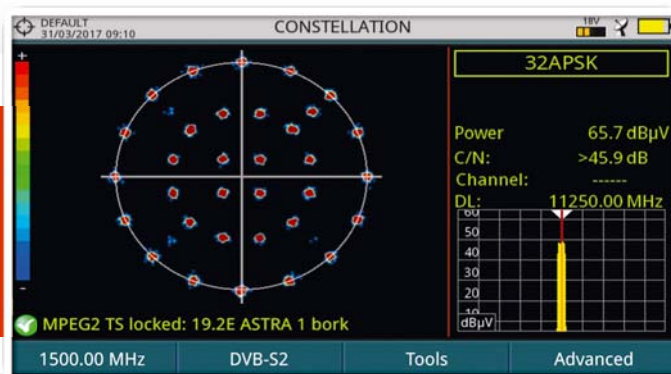 DEFAULT
31/03/2017 09:10
CONSTELLATION
18V
+
-
32APSK
Power 65.7 dBµV
C/N: >45.9 dB
Channel: ------
DL: 11250.00 MHz
60
50
40
30
20
10
dBµV
MPEG2 TS locked: 19.2E ASTRA 1 bork
1500.00 MHz DVB-S2 Tools Advanced